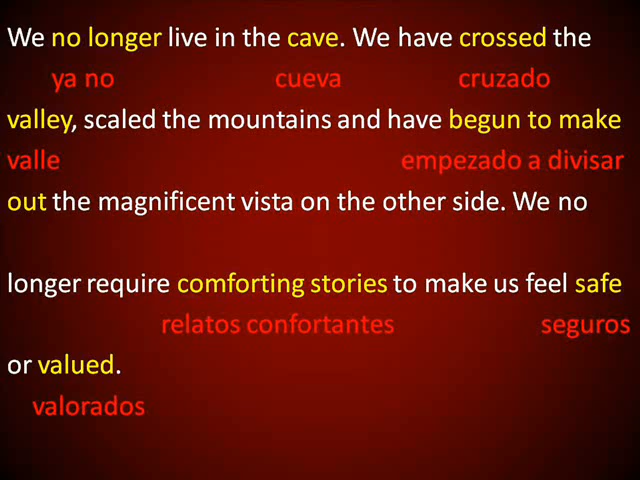 We no longer live in the cave. We have crossed the
ya no cueva cruzado
valley, scaled the mountains and have begun to make
valle empezado a divisar
out the magnificent vista on the other side. We no
longer require comforting stories to make us feel safe
relatos confortantes seguros
or valued.
valorados